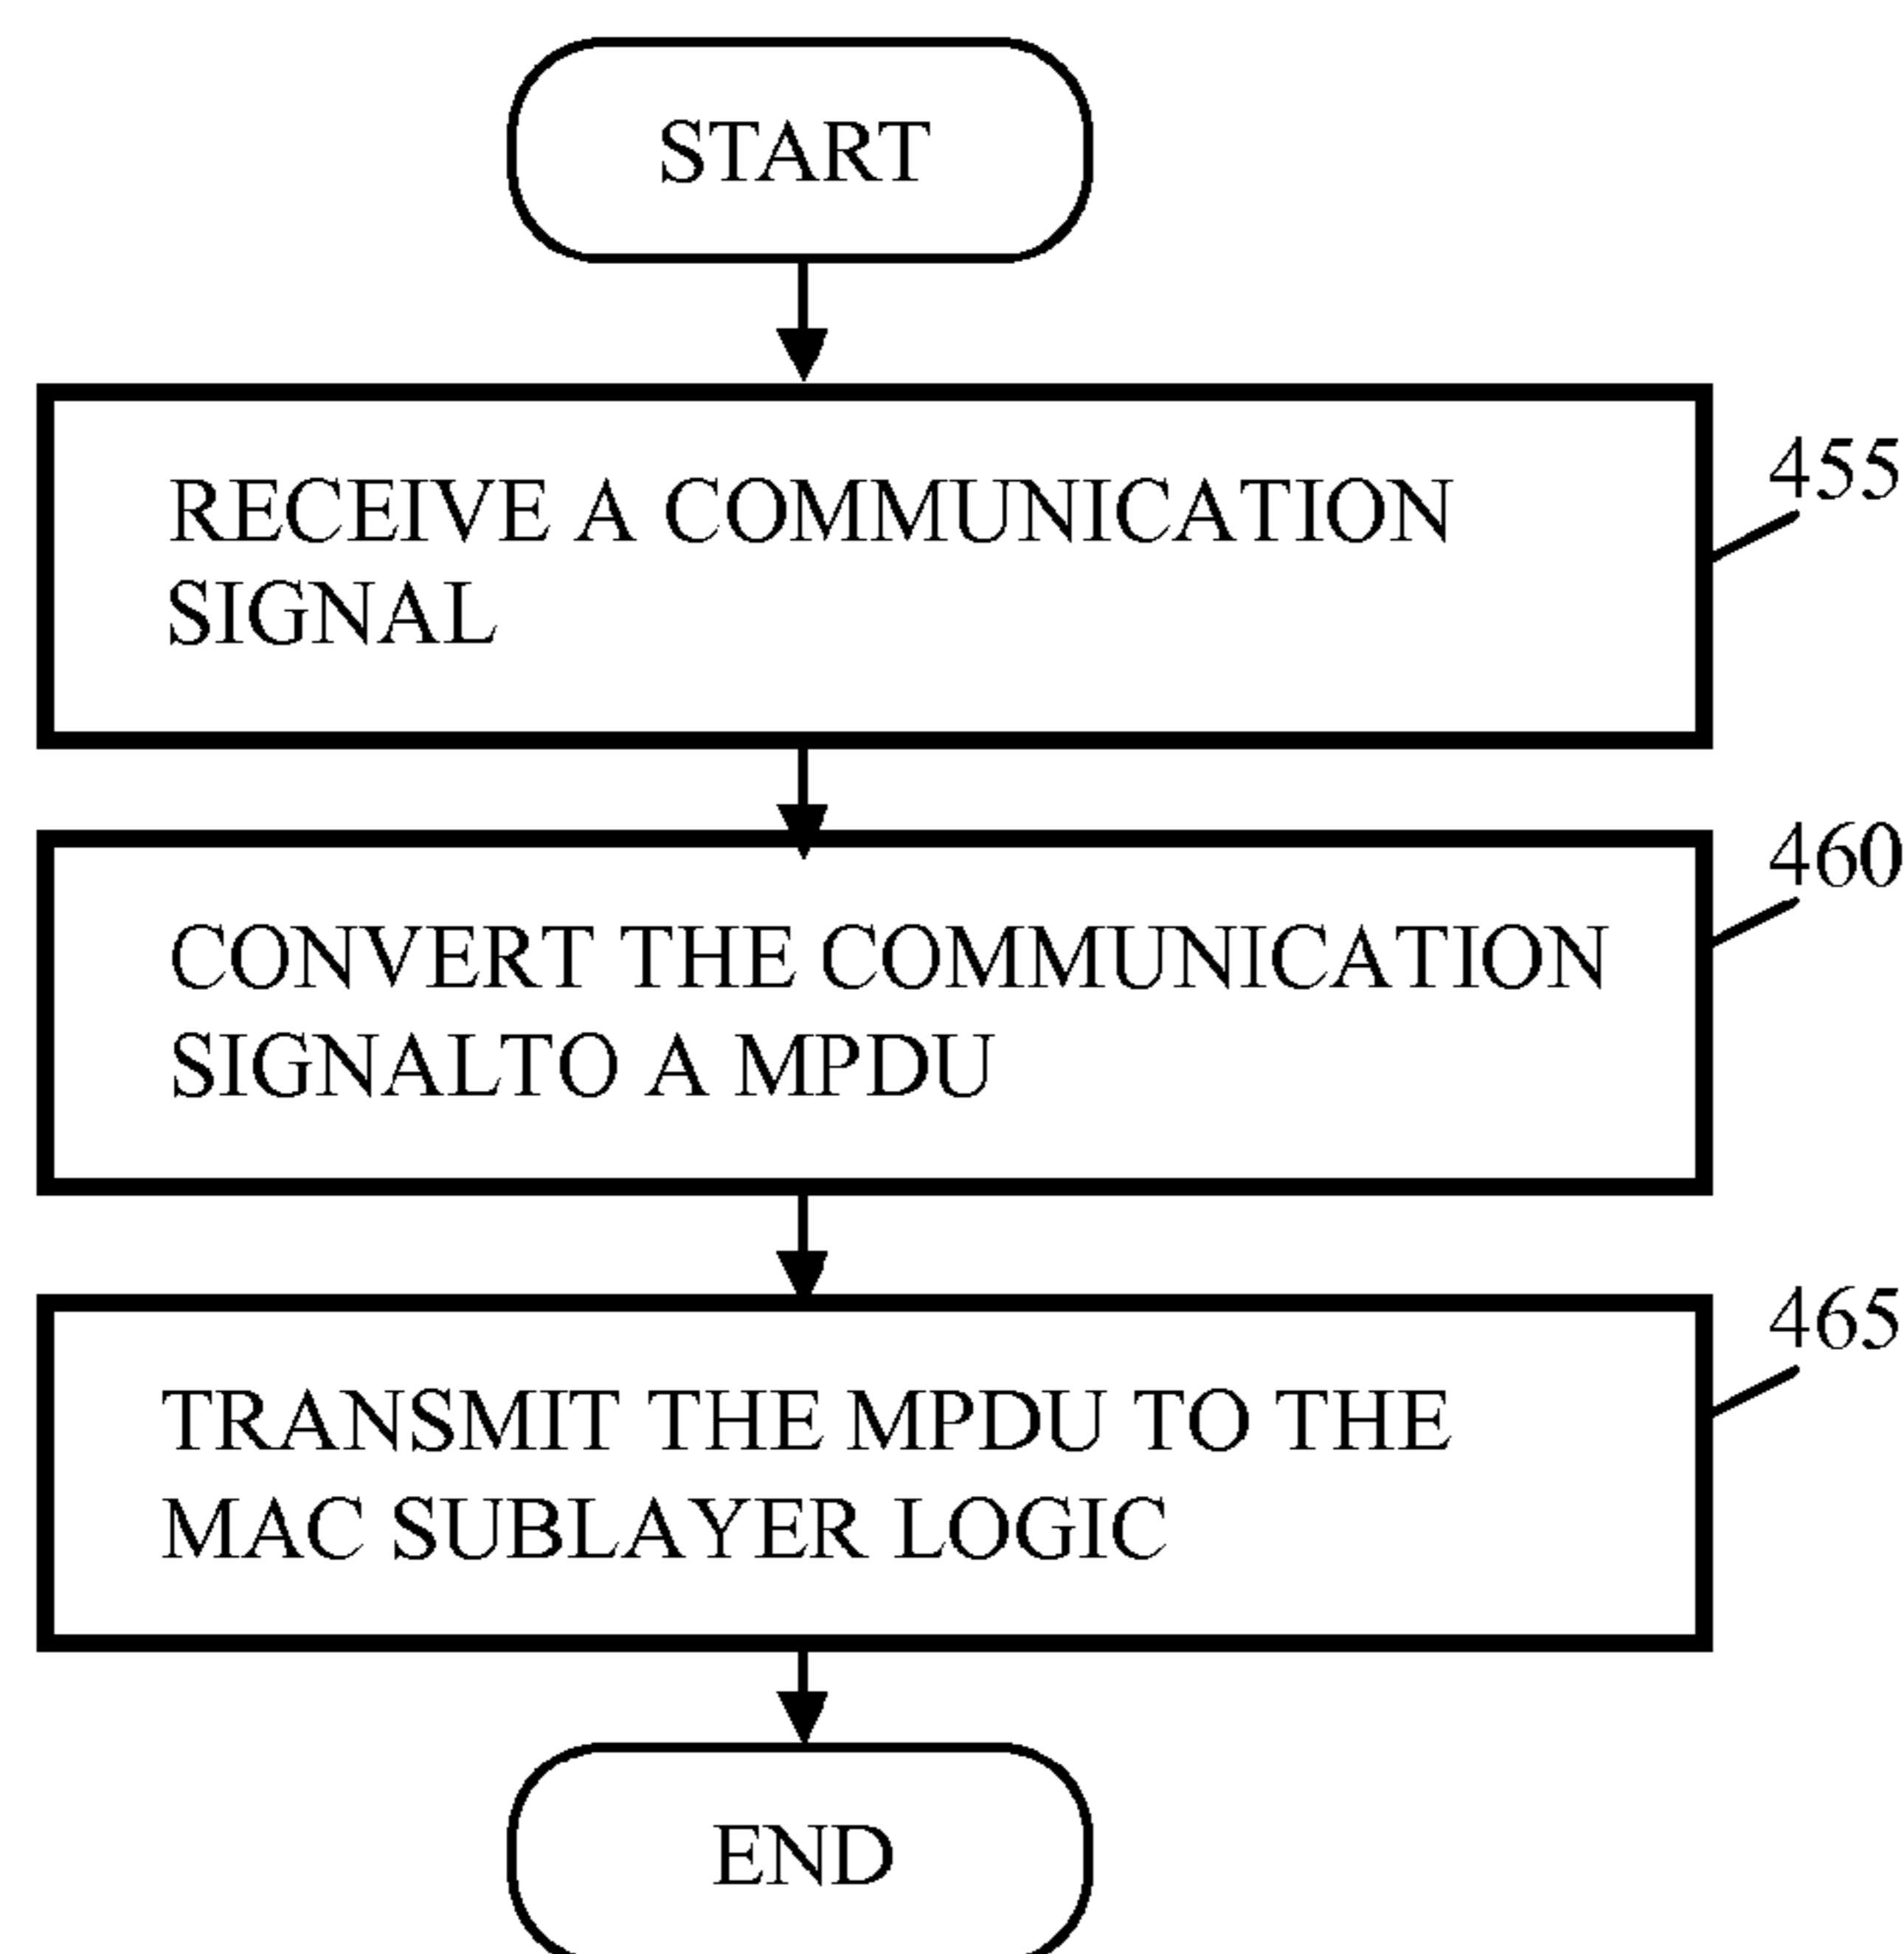 START
RECEIVE A COMMUNICATION
SIGNAL
455
CONVERT THE COMMUNICATION
SIGNALTO A MPDU
460
TRANSMIT THE MPDU TO THE
MAC SUBLAYER LOGIC
465
END